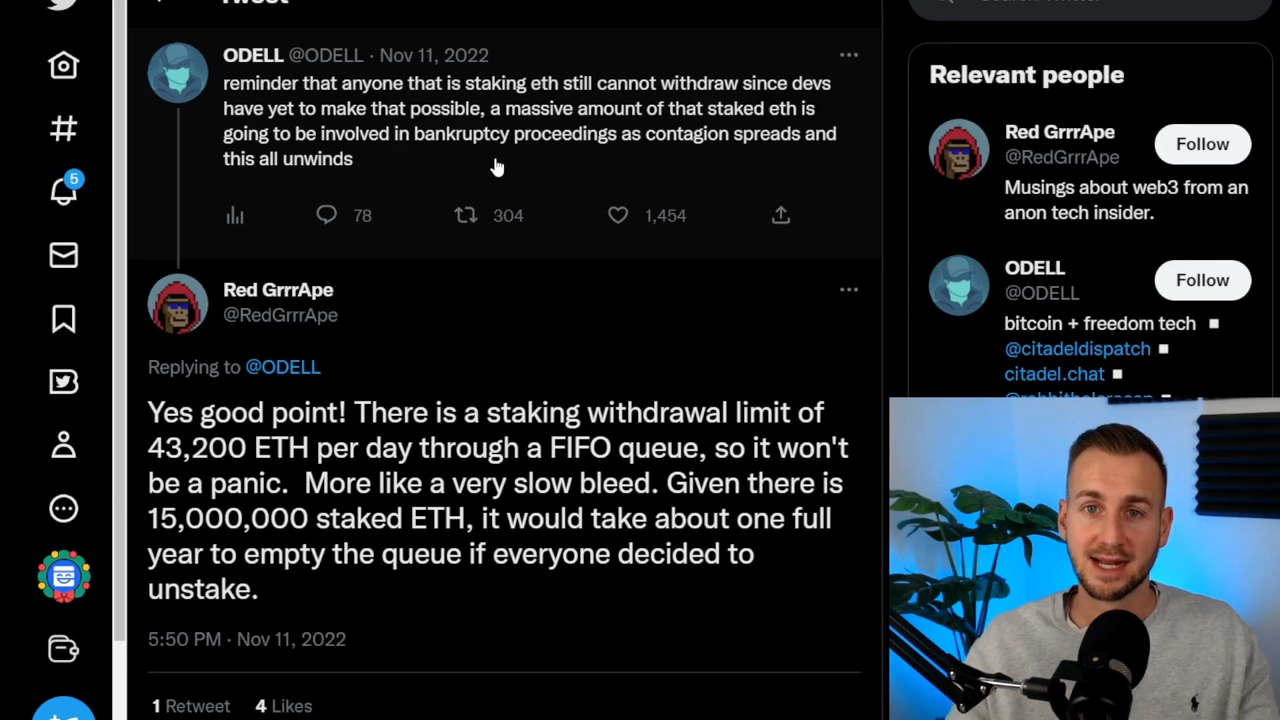 Tweet
Search Twitter
ODELL @ODELL · Nov 11, 2022
reminder that anyone that is staking eth still cannot withdraw since devs
have yet to make that possible, a massive amount of that staked eth is
going to be involved in bankruptcy proceedings as contagion spreads and
this all unwinds
78 304 1,454
5
Red GrrrApe
@RedGrrrApe
Replying to @ODELL
Yes good point! There is a staking withdrawal limit of
43,200 ETH per day through a FIFO queue, so it won't
be a panic. More like a very slow bleed. Given there is
15,000,000 staked ETH, it would take about one full
year to empty the queue if everyone decided to
unstake.
5:50 PM · Nov 11, 2022
1 Retweet 4 Likes
Relevant people
Red GrrrApe
@RedGrrrApe
Follow
Musings about web3 from an
anon tech insider.
ODELL
@ODELL
Follow
bitcoin + freedom tech
@citadeldispatch
citadel.chat